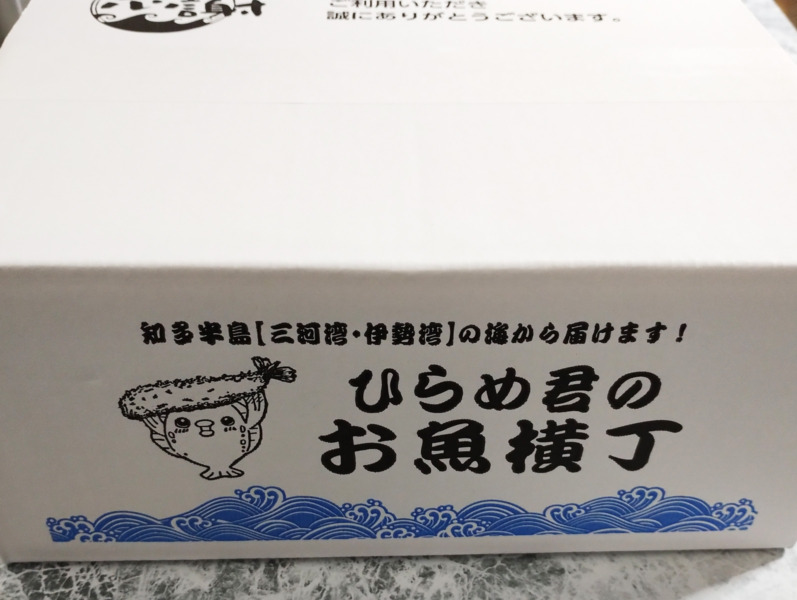 ご利用いただき
誠にありがとうございます。
知多半島【三河湾・伊勢湾】の海から届けます！
ひらめ君の
お魚横丁